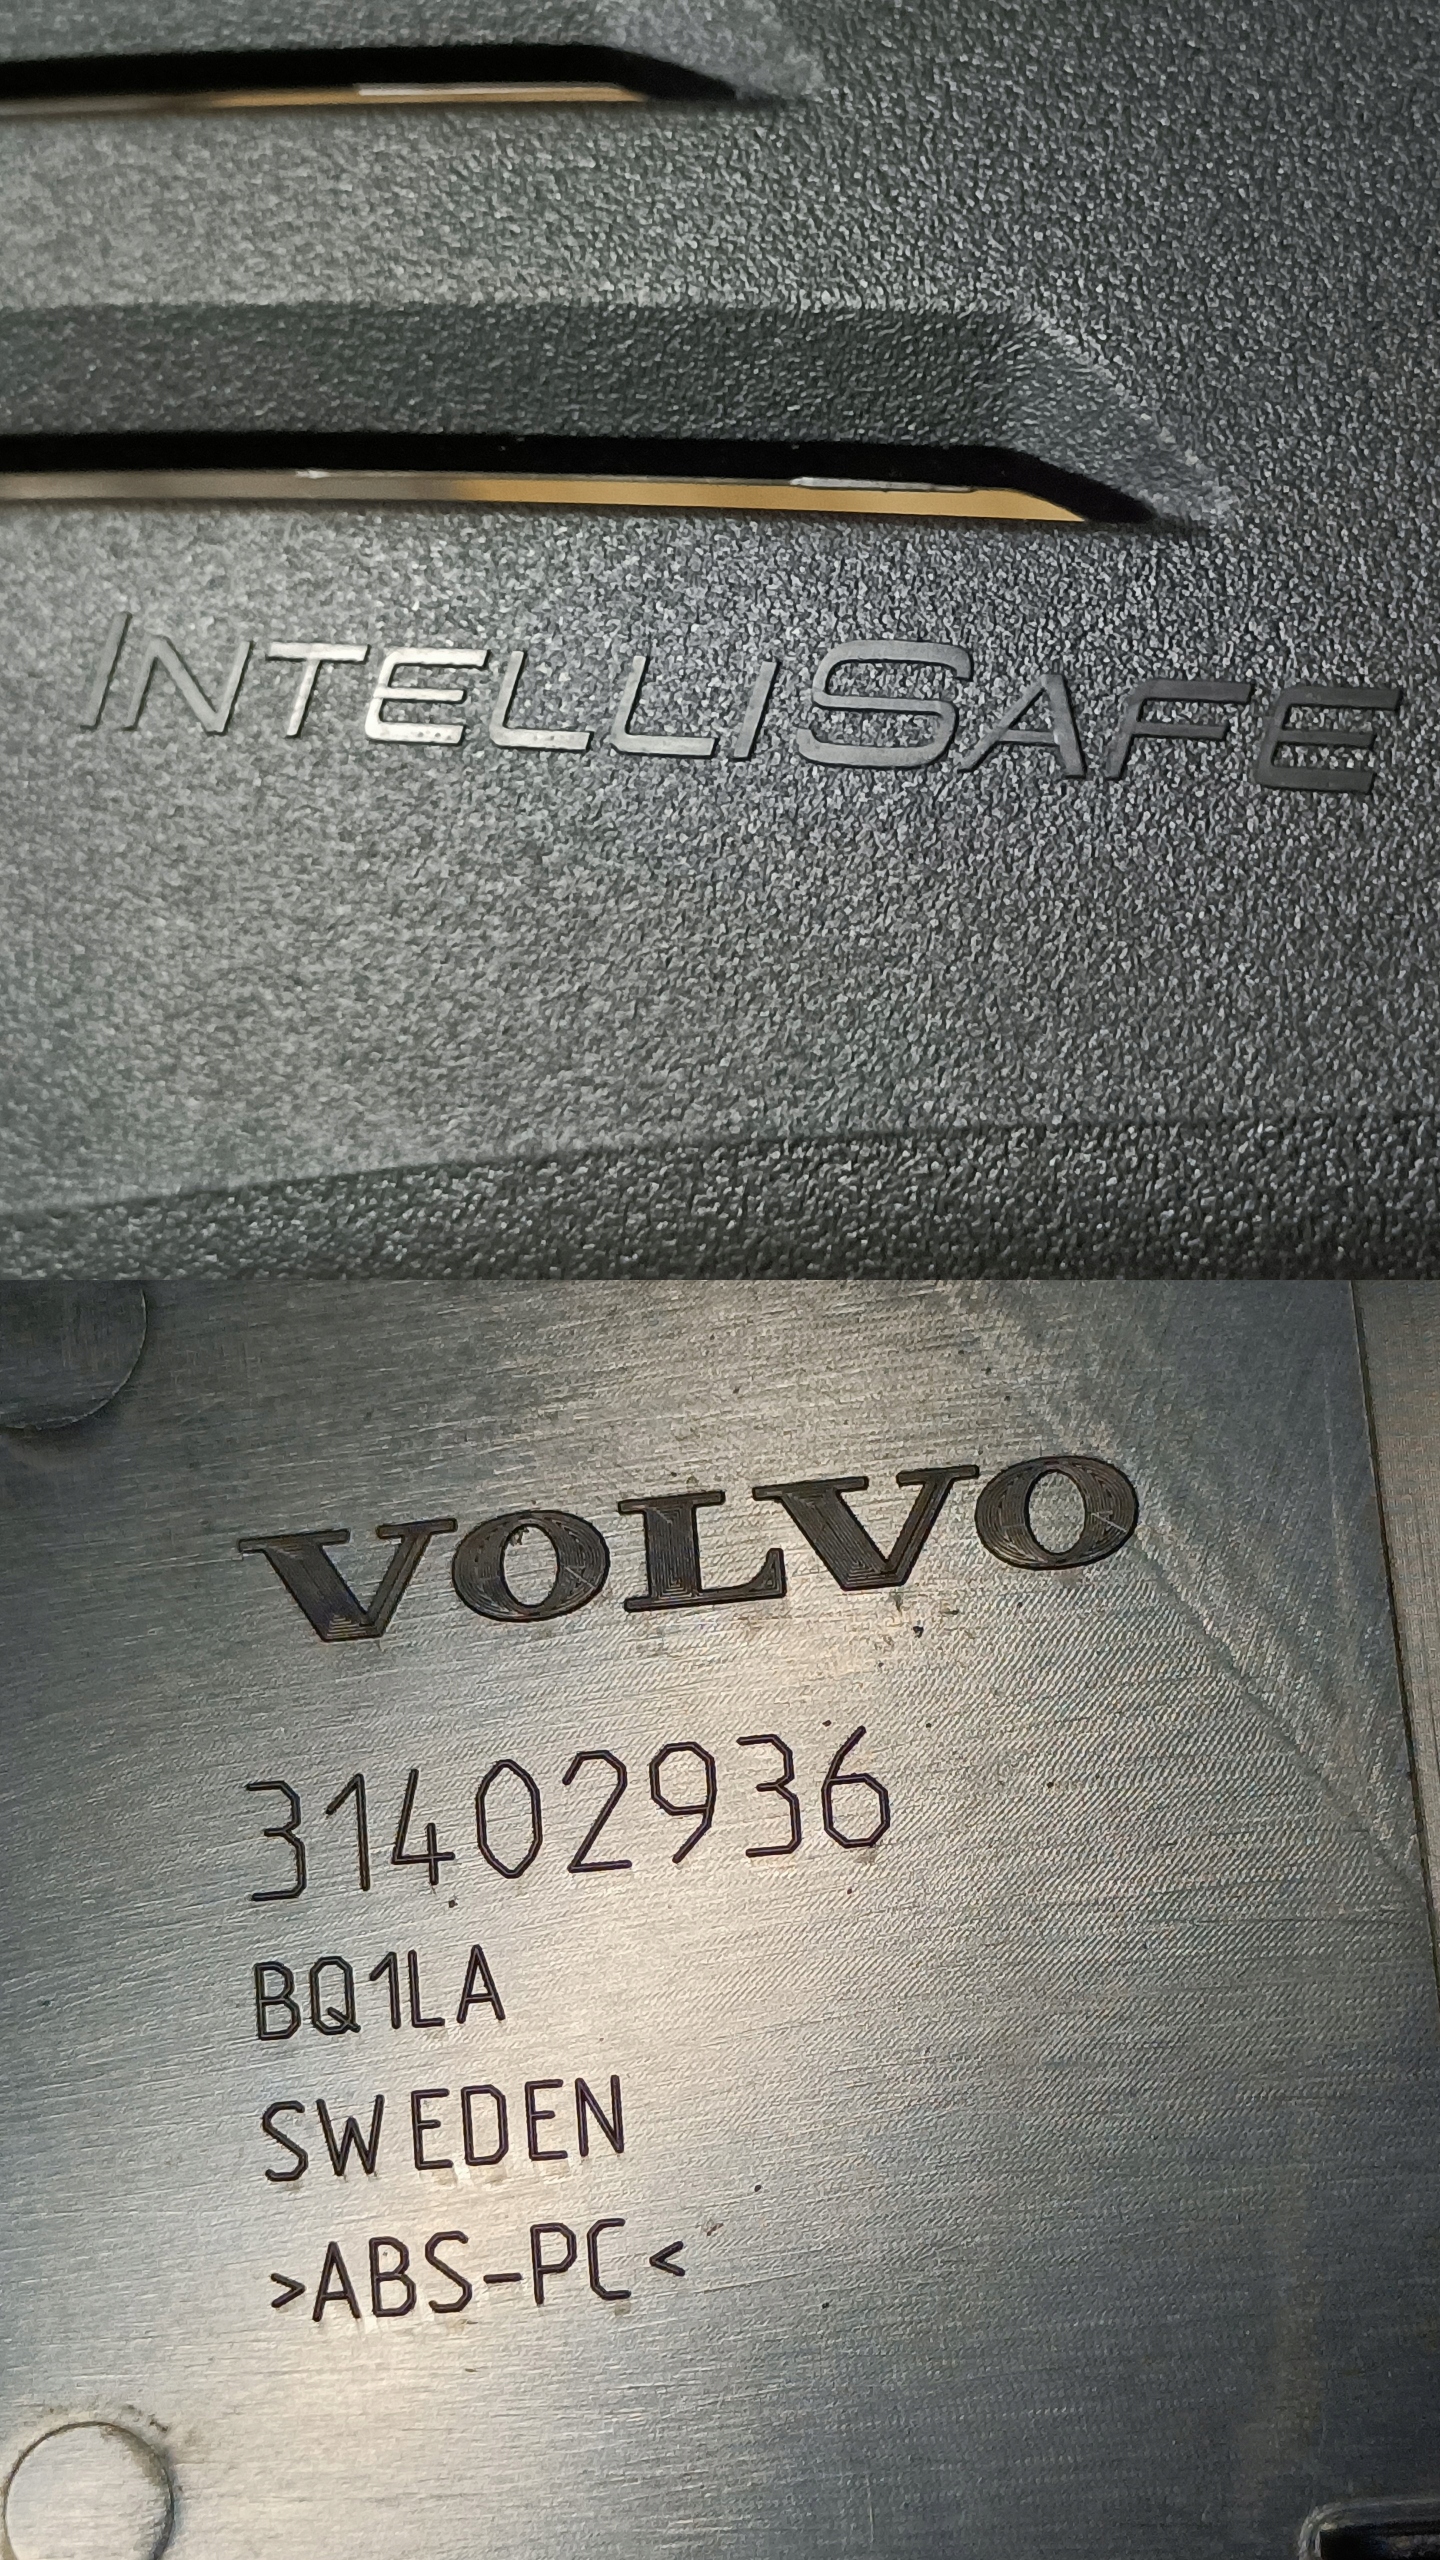 INTELLISAFE
VOLVO
31402936
BQ1LA
SWEDEN
>ABS-PC<